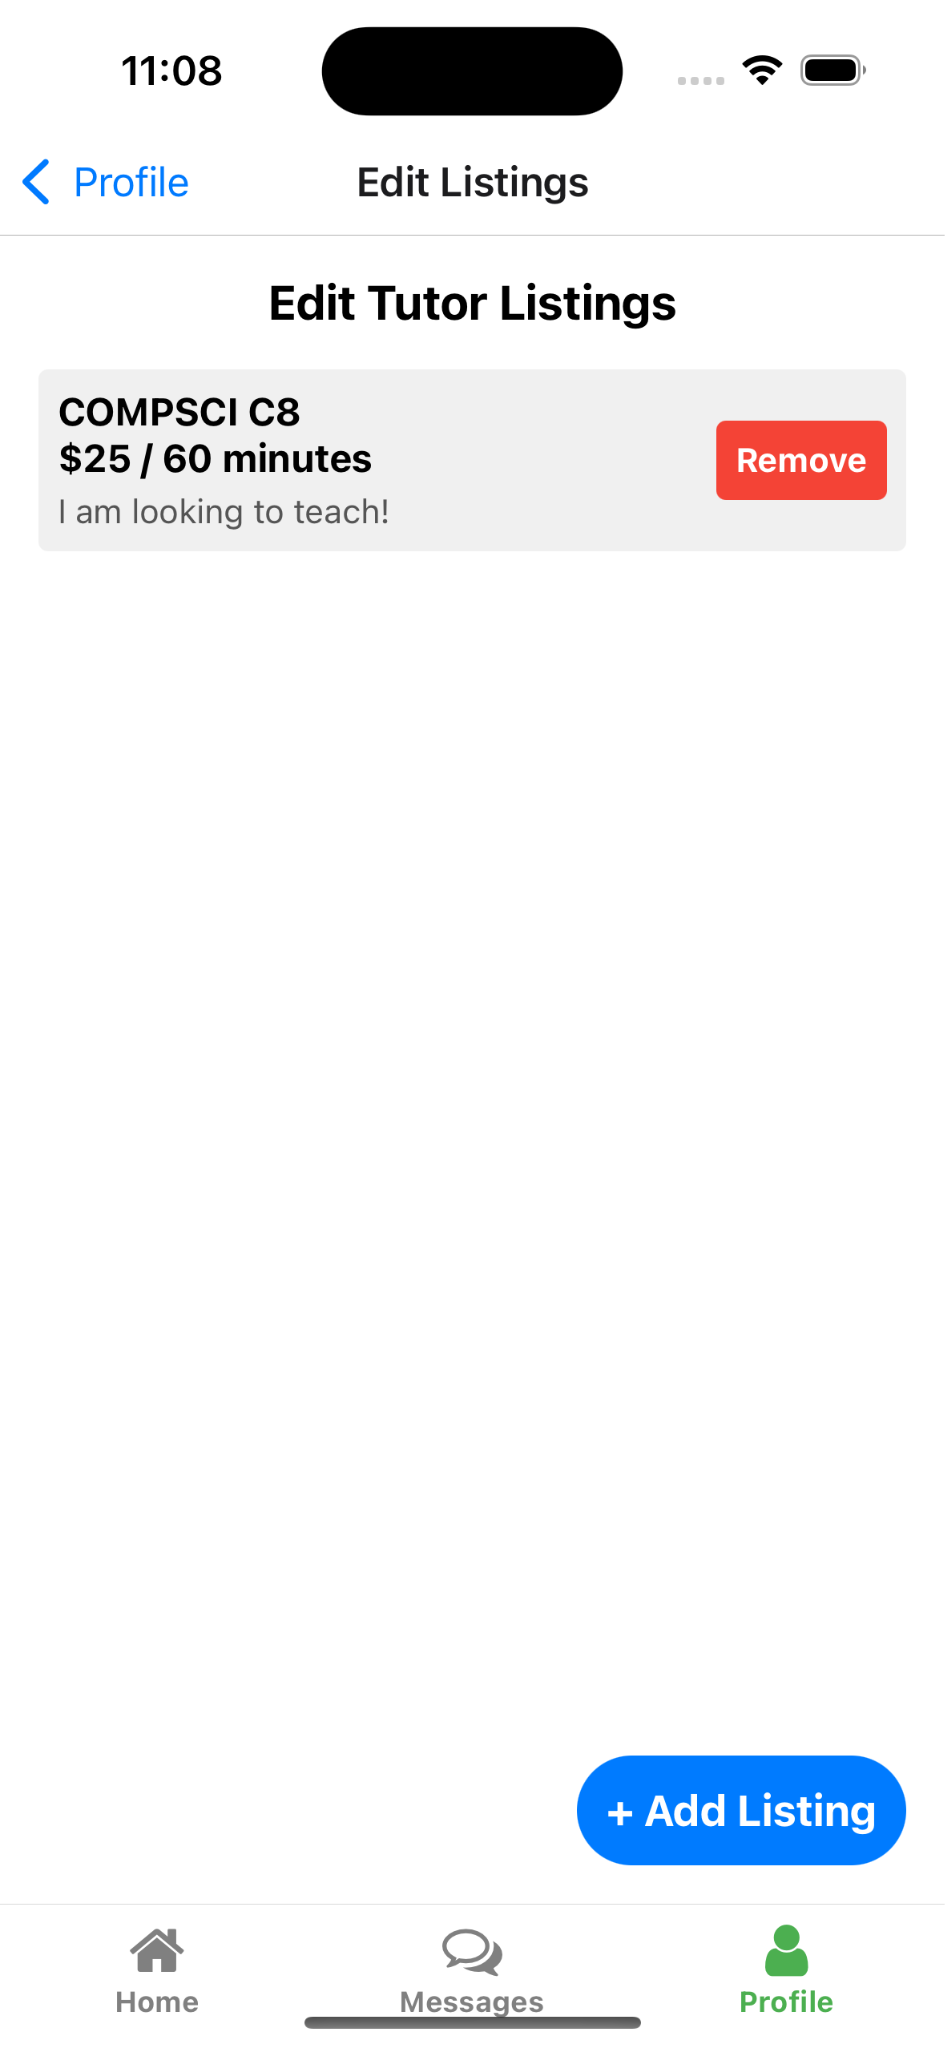 11:08
Profile
Edit Listings
Edit Tutor Listings
COMPSCI C8
$25 / 60 minutes
I am looking to teach!
Remove
+ Add Listing
Home
Messages
Profile